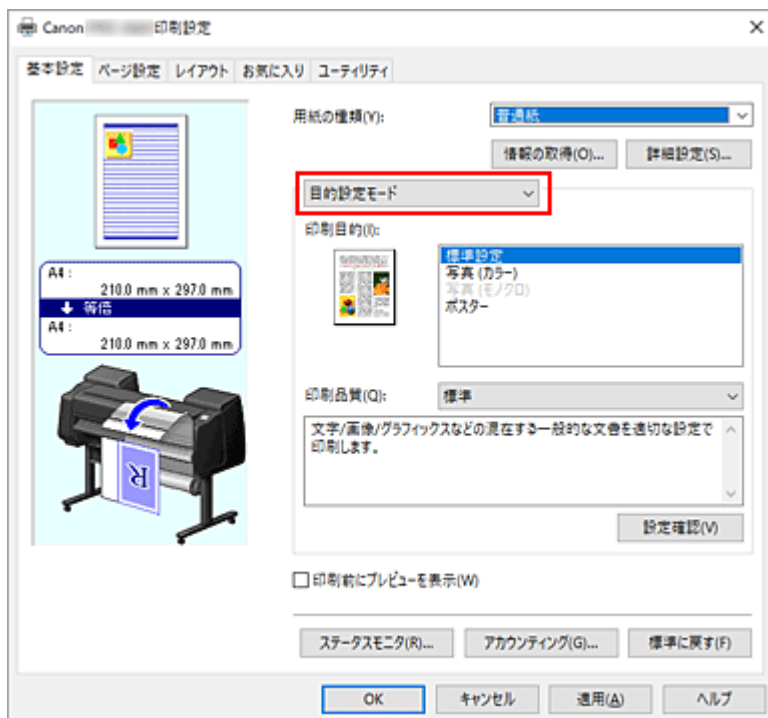 Canon 印刷設定
基本設定 ページ設定 レイアウト お気に入り ユーティリティ
用紙の種類(Y): 普通紙
情報の取得(O)... 詳細設定(S)...
目的設定モード
印刷目的(I):
標準設定
写真 (カラー)
写真 (モノクロ)
ポスター
A4 :
210.0 mm x 297.0 mm
等倍
A4 :
210.0 mm x 297.0 mm
R
印刷品質(Q): 標準
文字/画像/グラフィックスなどの混在する一般的な文書を適切な設定で
印刷します。
設定確認(V)
印刷前にプレビューを表示(W)
ステータスモニタ(R)... アカウンティング(G)... 標準に戻す(F)
OK キャンセル 適用(A) ヘルプ